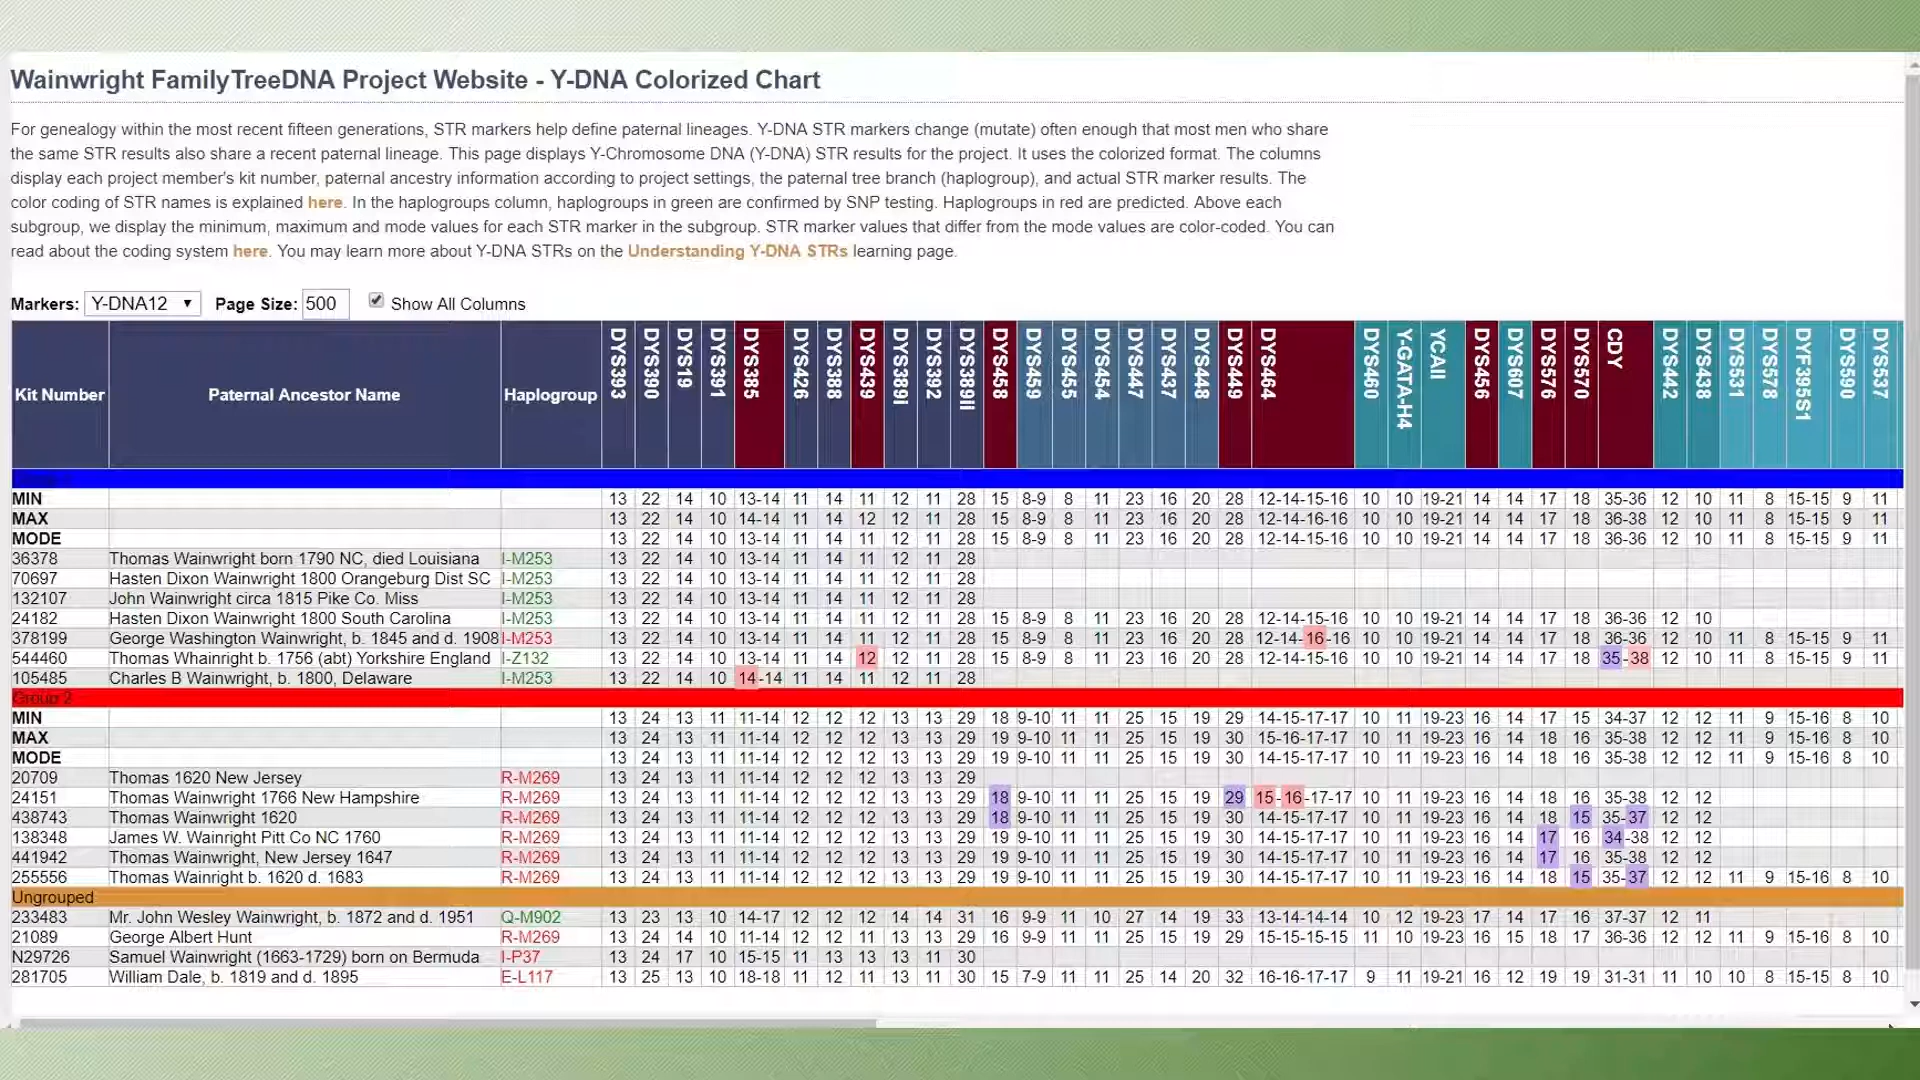 Wainwright FamilyTreeDNA Project Website - Y-DNA Colorized Chart
For genealogy within the most recent fifteen generations, STR markers help define paternal lineages. Y-DNA STR markers change (mutate) often enough that most men who share
the same STR results also share a recent paternal lineage. This page displays Y-Chromosome DNA (Y-DNA) STR results for the project. It uses the colorized format. The columns
display each project member's kit number, paternal ancestry information according to project settings, the paternal tree branch (haplogroup), and actual STR marker results. The
color coding of STR names is explained here. In the haplogroups column, haplogroups in green are confirmed by SNP testing. Haplogroups in red are predicted. Above each
subgroup, we display the minimum, maximum and mode values for each STR marker in the subgroup. STR marker values that differ from the mode values are color-coded. You can
read about the coding system here. You may learn more about Y-DNA STRs on the Understanding Y-DNA STRs learning page.
Markers: Y-DNA12 Page Size: 500 Show All Columns
Kit Number Paternal Ancestor Name Haplogroup DYS393 DYS390 DYS19 DYS391 DYS385 DYS426 DYS388 DYS439 DYS389I DYS392 DYS389II DYS458 DYS459 DYS455 DYS454 DYS447 DYS437 DYS448 DYS449 DYS464 DYS460 Y-GATA-H4 YCAII DYS456 DYS607 DYS576 DYS570 CDY DYS442 DYS438 DYS531 DYS578 DYF395S1 DYS590 DYS537
MIN 13 22 14 10 13-14 11 14 11 12 11 28 15 8-9 8 11 23 16 20 28 12-14-15-16 10 10 19-21 14 14 17 18 35-36 12 10 11 8 15-15 9 11
MAX 13 22 14 10 14-14 11 14 12 12 11 28 15 8-9 8 11 23 16 20 28 12-14-16-16 10 10 19-21 14 14 17 18 36-38 12 10 11 8 15-15 9 11
MODE 13 22 14 10 13-14 11 14 11 12 11 28 15 8-9 8 11 23 16 20 28 12-14-15-16 10 10 19-21 14 14 17 18 36-36 12 10 11 8 15-15 9 11
36378 Thomas Wainwright born 1790 NC, died Louisiana I-M253 13 22 14 10 13-14 11 14 11 12 11 28
70697 Hasten Dixon Wainwright 1800 Orangeburg Dist SC I-M253 13 22 14 10 13-14 11 14 11 12 11 28
132107 John Wainwright circa 1815 Pike Co. Miss I-M253 13 22 14 10 13-14 11 14 11 12 11 28
24182 Hasten Dixon Wainwright 1800 South Carolina I-M253 13 22 14 10 13-14 11 14 11 12 11 28 15 8-9 8 11 23 16 20 28 12-14-15-16 10 10 19-21 14 14 17 18 36-36 12 10
378199 George Washington Wainwright, b. 1845 and d. 1908 I-M253 13 22 14 10 13-14 11 14 11 12 11 28 15 8-9 8 11 23 16 20 28 12-14-16-16 10 10 19-21 14 14 17 18 36-36 12 10 11 8 15-15 9 11
544460 Thomas Whainright b. 1756 (abt) Yorkshire England I-Z132 13 22 14 10 13-14 11 14 12 12 11 28 15 8-9 8 11 23 16 20 28 12-14-15-16 10 10 19-21 14 14 17 18 35-38 12 10 11 8 15-15 9 11
105485 Charles B Wainwright, b. 1800, Delaware I-M253 13 22 14 10 14-14 11 14 11 12 11 28
Group 2
MIN 13 24 13 11 11-14 12 12 12 13 13 29 18 9-10 11 11 25 15 19 29 14-15-17-17 10 11 19-23 16 14 17 15 34-37 12 12 11 9 15-16 8 10
MAX 13 24 13 11 11-14 12 12 12 13 13 29 19 9-10 11 11 25 15 19 30 15-16-17-17 10 11 19-23 16 14 18 16 35-38 12 12 11 9 15-16 8 10
MODE 13 24 13 11 11-14 12 12 12 13 13 29 19 9-10 11 11 25 15 19 30 14-15-17-17 10 11 19-23 16 14 18 16 35-38 12 12 11 9 15-16 8 10
20709 Thomas 1620 New Jersey R-M269 13 24 13 11 11-14 12 12 12 13 13 29
24151 Thomas Wainwright 1766 New Hampshire R-M269 13 24 13 11 11-14 12 12 12 13 13 29 18 9-10 11 11 25 15 19 29 15-16-17-17 10 11 19-23 16 14 18 16 35-38 12 12
438743 Thomas Wainwright 1620 R-M269 13 24 13 11 11-14 12 12 12 13 13 29 18 9-10 11 11 25 15 19 30 14-15-17-17 10 11 19-23 16 14 18 15 35-37 12 12
138348 James W. Wainright Pitt Co NC 1760 R-M269 13 24 13 11 11-14 12 12 12 13 13 29 19 9-10 11 11 25 15 19 30 14-15-17-17 10 11 19-23 16 14 17 16 34-38 12 12
441942 Thomas Wainwright, New Jersey 1647 R-M269 13 24 13 11 11-14 12 12 12 13 13 29 19 9-10 11 11 25 15 19 30 14-15-17-17 10 11 19-23 16 14 17 16 35-38 12 12
255556 Thomas Wainright b. 1620 d. 1683 R-M269 13 24 13 11 11-14 12 12 12 13 13 29 19 9-10 11 11 25 15 19 30 14-15-17-17 10 11 19-23 16 14 18 15 35-37 12 12 11 9 15-16 8 10
Ungrouped
233483 Mr. John Wesley Wainwright, b. 1872 and d. 1951 Q-M902 13 23 13 10 14-17 12 12 12 14 14 31 16 9-9 11 10 27 14 19 33 13-14-14-14 10 12 19-23 17 14 17 16 37-37 12 11
21089 George Albert Hunt R-M269 13 24 14 10 11-14 12 12 11 13 13 29 16 9-9 11 11 25 15 19 29 15-15-15-15 11 10 19-23 16 15 18 17 36-36 12 12 11 9 15-16 8 10
N29726 Samuel Wainwright (1663-1729) born on Bermuda I-P37 13 24 17 10 15-15 11 13 13 13 11 30
281705 William Dale, b. 1819 and d. 1895 E-L117 13 25 14 10 18-18 11 12 11 13 11 30 15 7-9 11 11 25 14 20 32 16-16-17-17 9 11 19-21 16 12 19 19 31-31 11 10 10 8 15-15 8 10